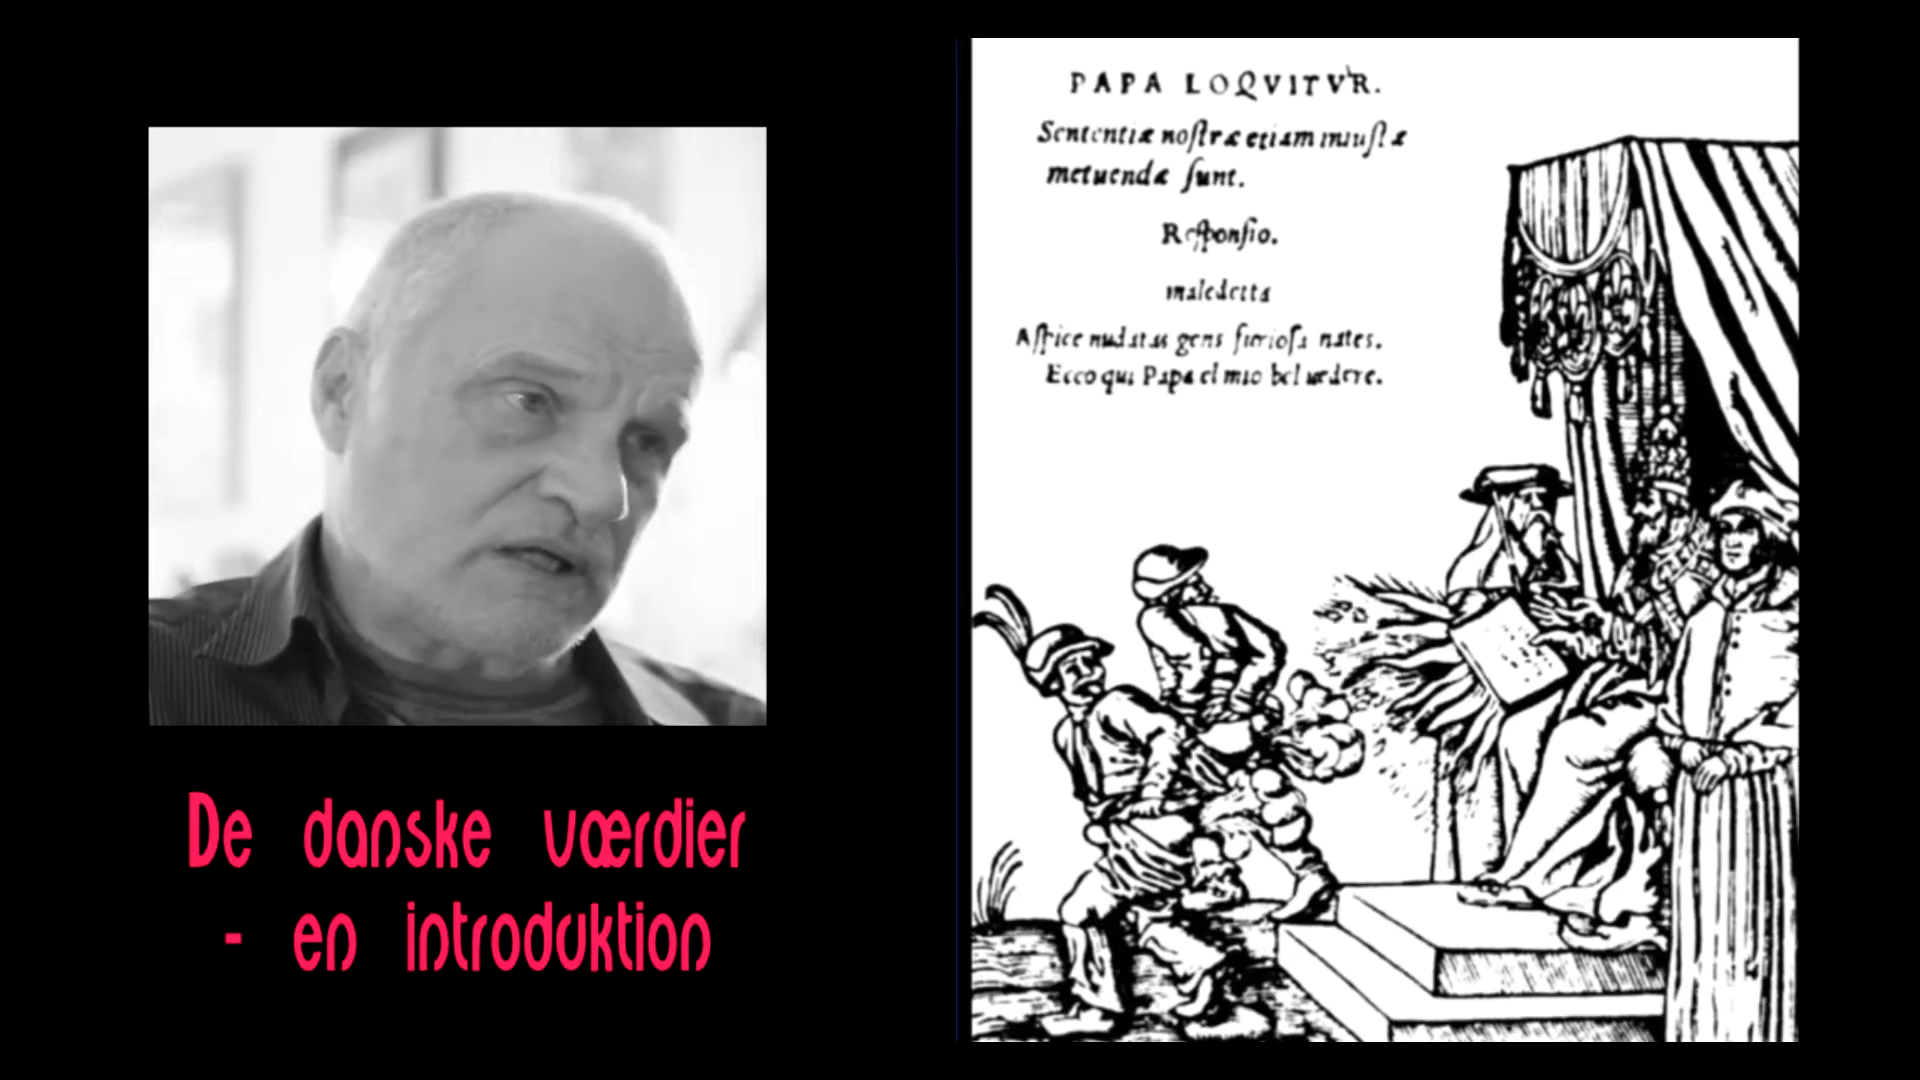 De danske værdier
- en introduktion
PAPA LOQVITVR.
Sententiæ noſtræ etiam iniuſtæ
metuendæ ſunt.
Reſponſio.
maledetta
Aſpice nudatas gens furioſa nates.
Ecco qui Papa el mio bel uedere.